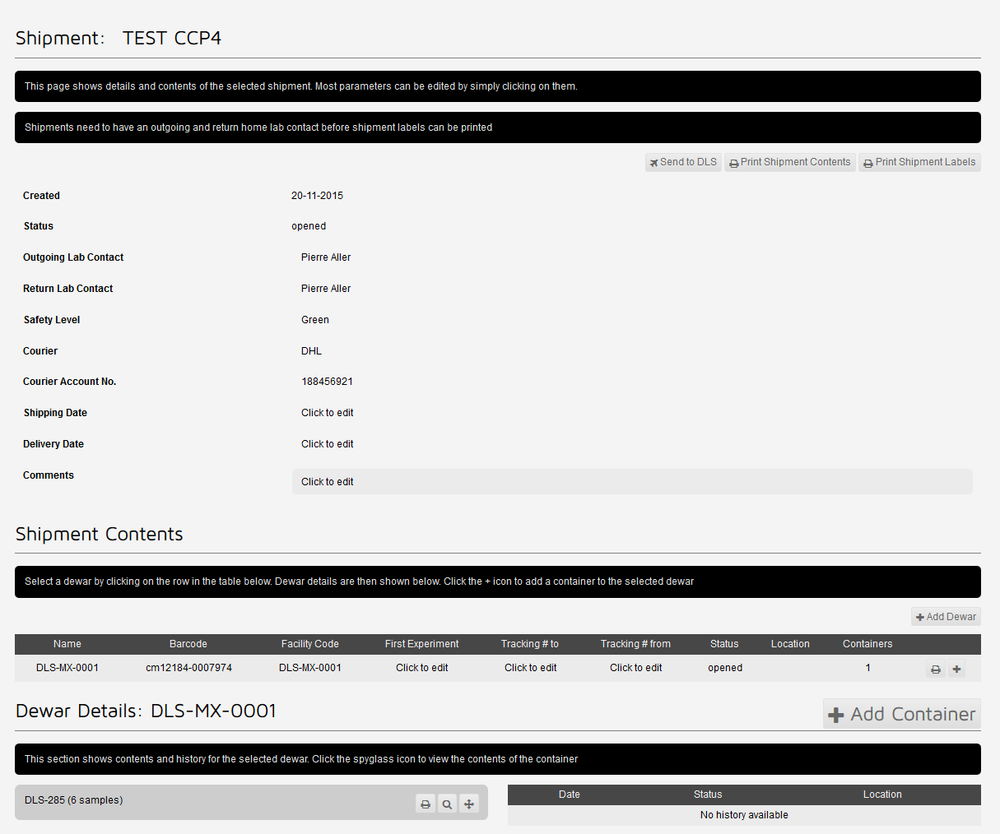 Shipment: TEST CCP4
This page shows details and contents of the selected shipment. Most parameters can be edited by simply clicking on them.
Shipments need to have an outgoing and return home lab contact before shipment labels can be printed
Send to DLS Print Shipment Contents Print Shipment Labels
Created 20-11-2015
Status opened
Outgoing Lab Contact Pierre Aller
Return Lab Contact Pierre Aller
Safety Level Green
Courier DHL
Courier Account No. 188456921
Shipping Date Click to edit
Delivery Date Click to edit
Comments Click to edit
Shipment Contents
Select a dewar by clicking on the row in the table below. Dewar details are then shown below. Click the + icon to add a container to the selected dewar
Add Dewar
Name Barcode Facility Code First Experiment Tracking # to Tracking # from Status Location Containers
DLS-MX-0001 cm12184-0007974 DLS-MX-0001 Click to edit Click to edit Click to edit opened 1
Dewar Details: DLS-MX-0001 Add Container
This section shows contents and history for the selected dewar. Click the spyglass icon to view the contents of the container
DLS-285 (6 samples) Date Status Location
No history available